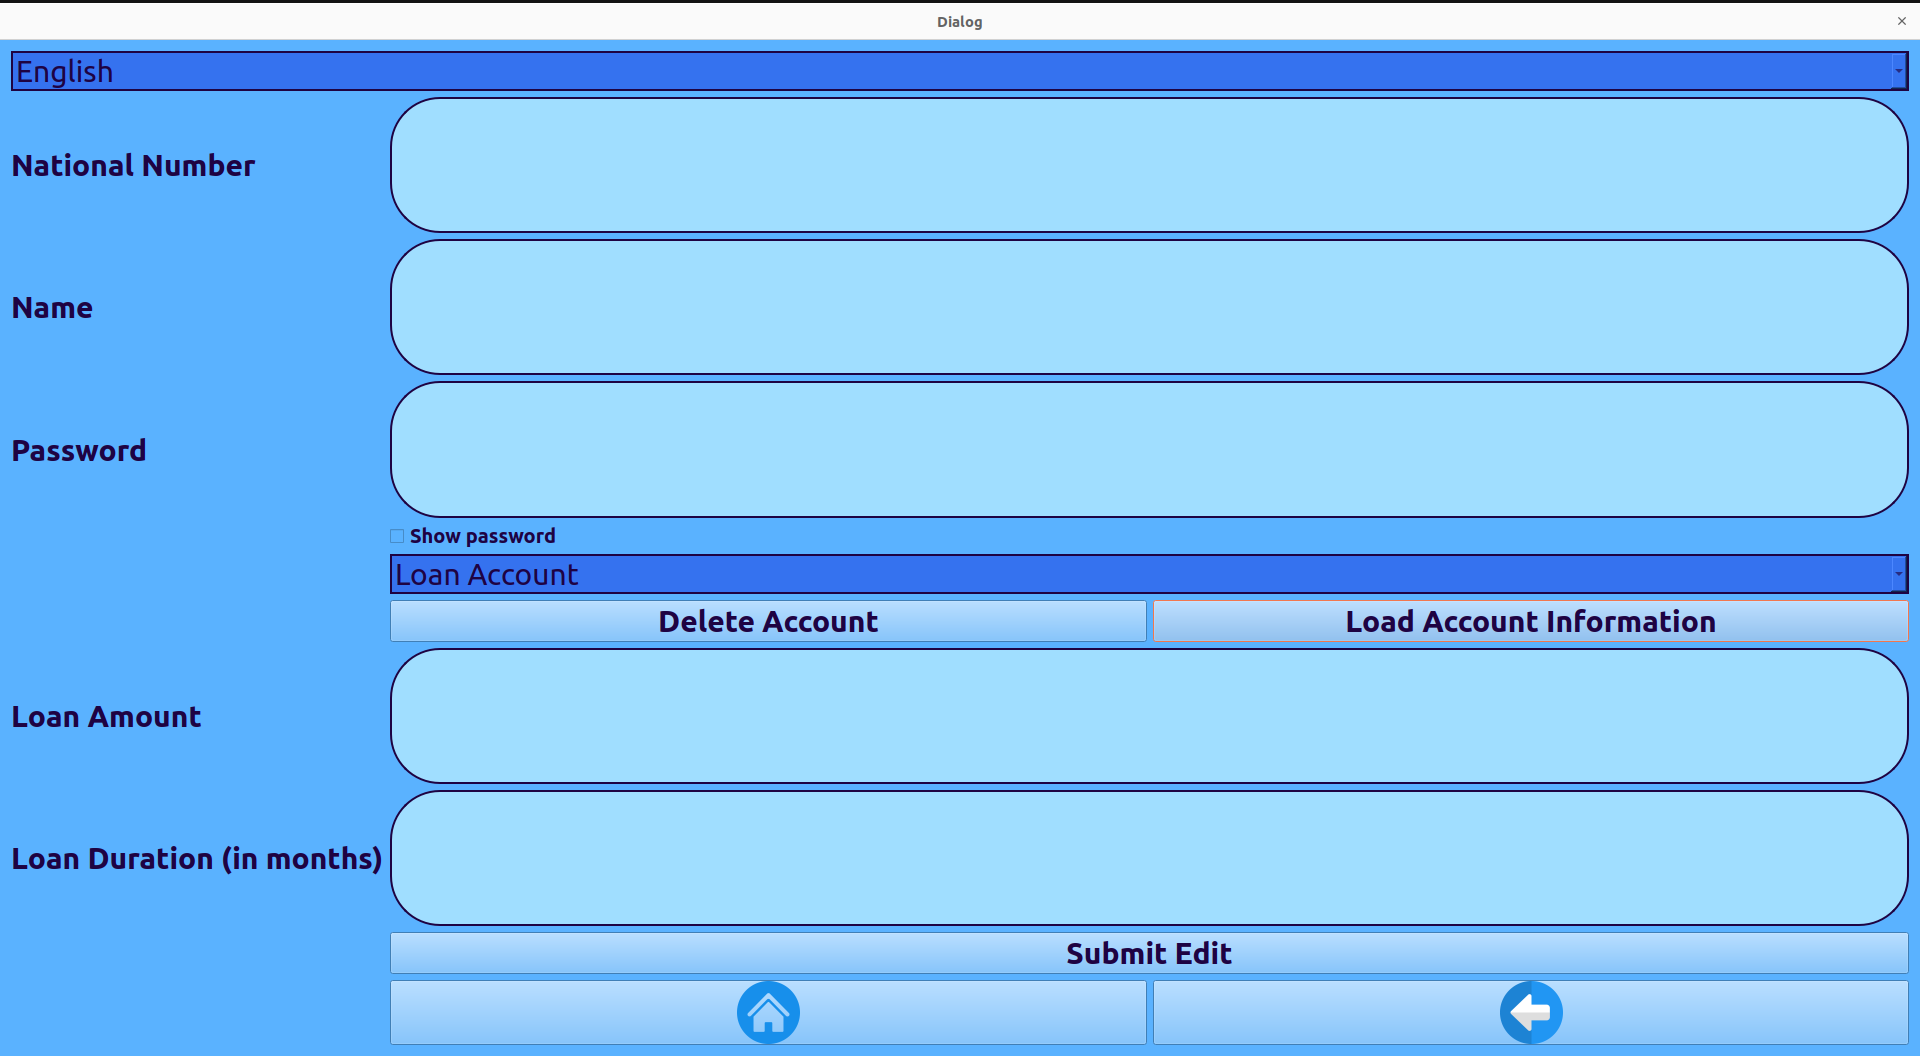 Dialog
English
National Number
Name
Password
Show password
Loan Account
Delete Account
Load Account Information
Loan Amount
Loan Duration (in months)
Submit Edit